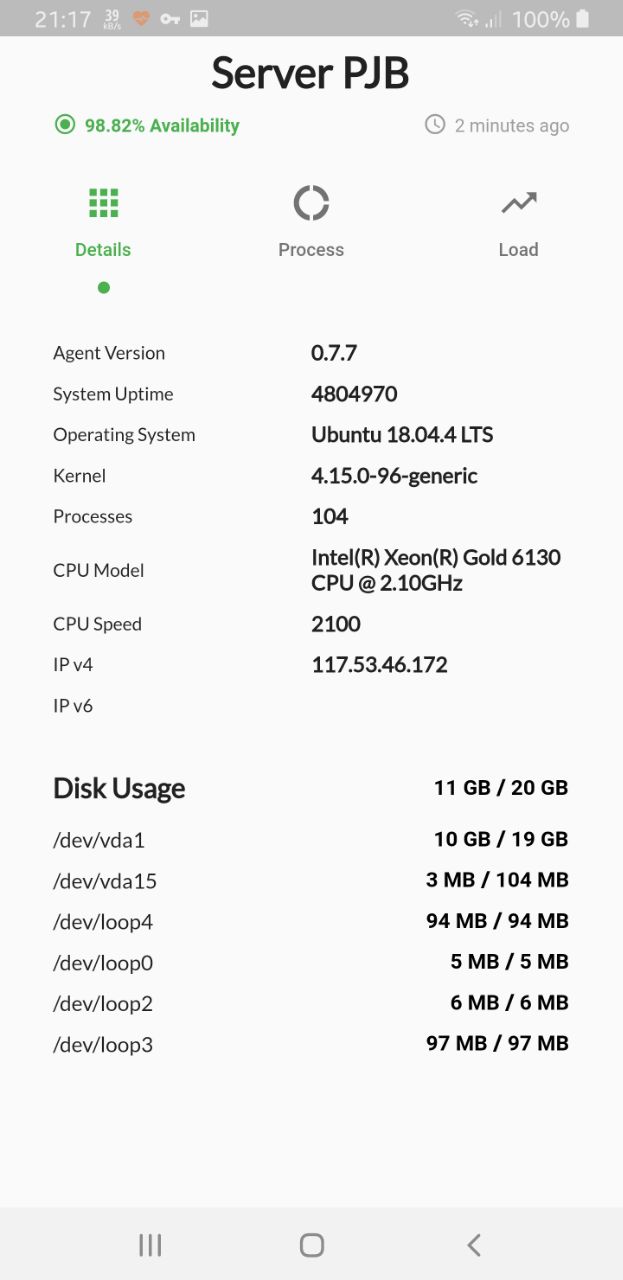 21:17 39 kB/s 100%
Server PJB
98.82% Availability 2 minutes ago
Details Process Load
Agent Version 0.7.7
System Uptime 4804970
Operating System Ubuntu 18.04.4 LTS
Kernel 4.15.0-96-generic
Processes 104
CPU Model Intel(R) Xeon(R) Gold 6130
CPU @ 2.10GHz
CPU Speed 2100
IP v4 117.53.46.172
IP v6
Disk Usage 11 GB / 20 GB
/dev/vda1 10 GB / 19 GB
/dev/vda15 3 MB / 104 MB
/dev/loop4 94 MB / 94 MB
/dev/loop0 5 MB / 5 MB
/dev/loop2 6 MB / 6 MB
/dev/loop3 97 MB / 97 MB